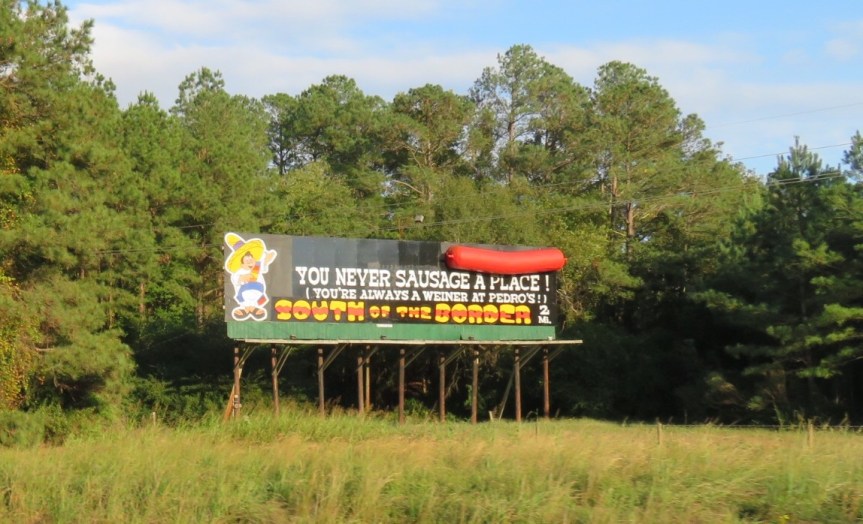 YOU NEVER SAUSAGE A PLACE!
(YOU'RE ALWAYS A WEINER AT PEDRO'S!)
SOUTH OF THE BORDER
2
MI.